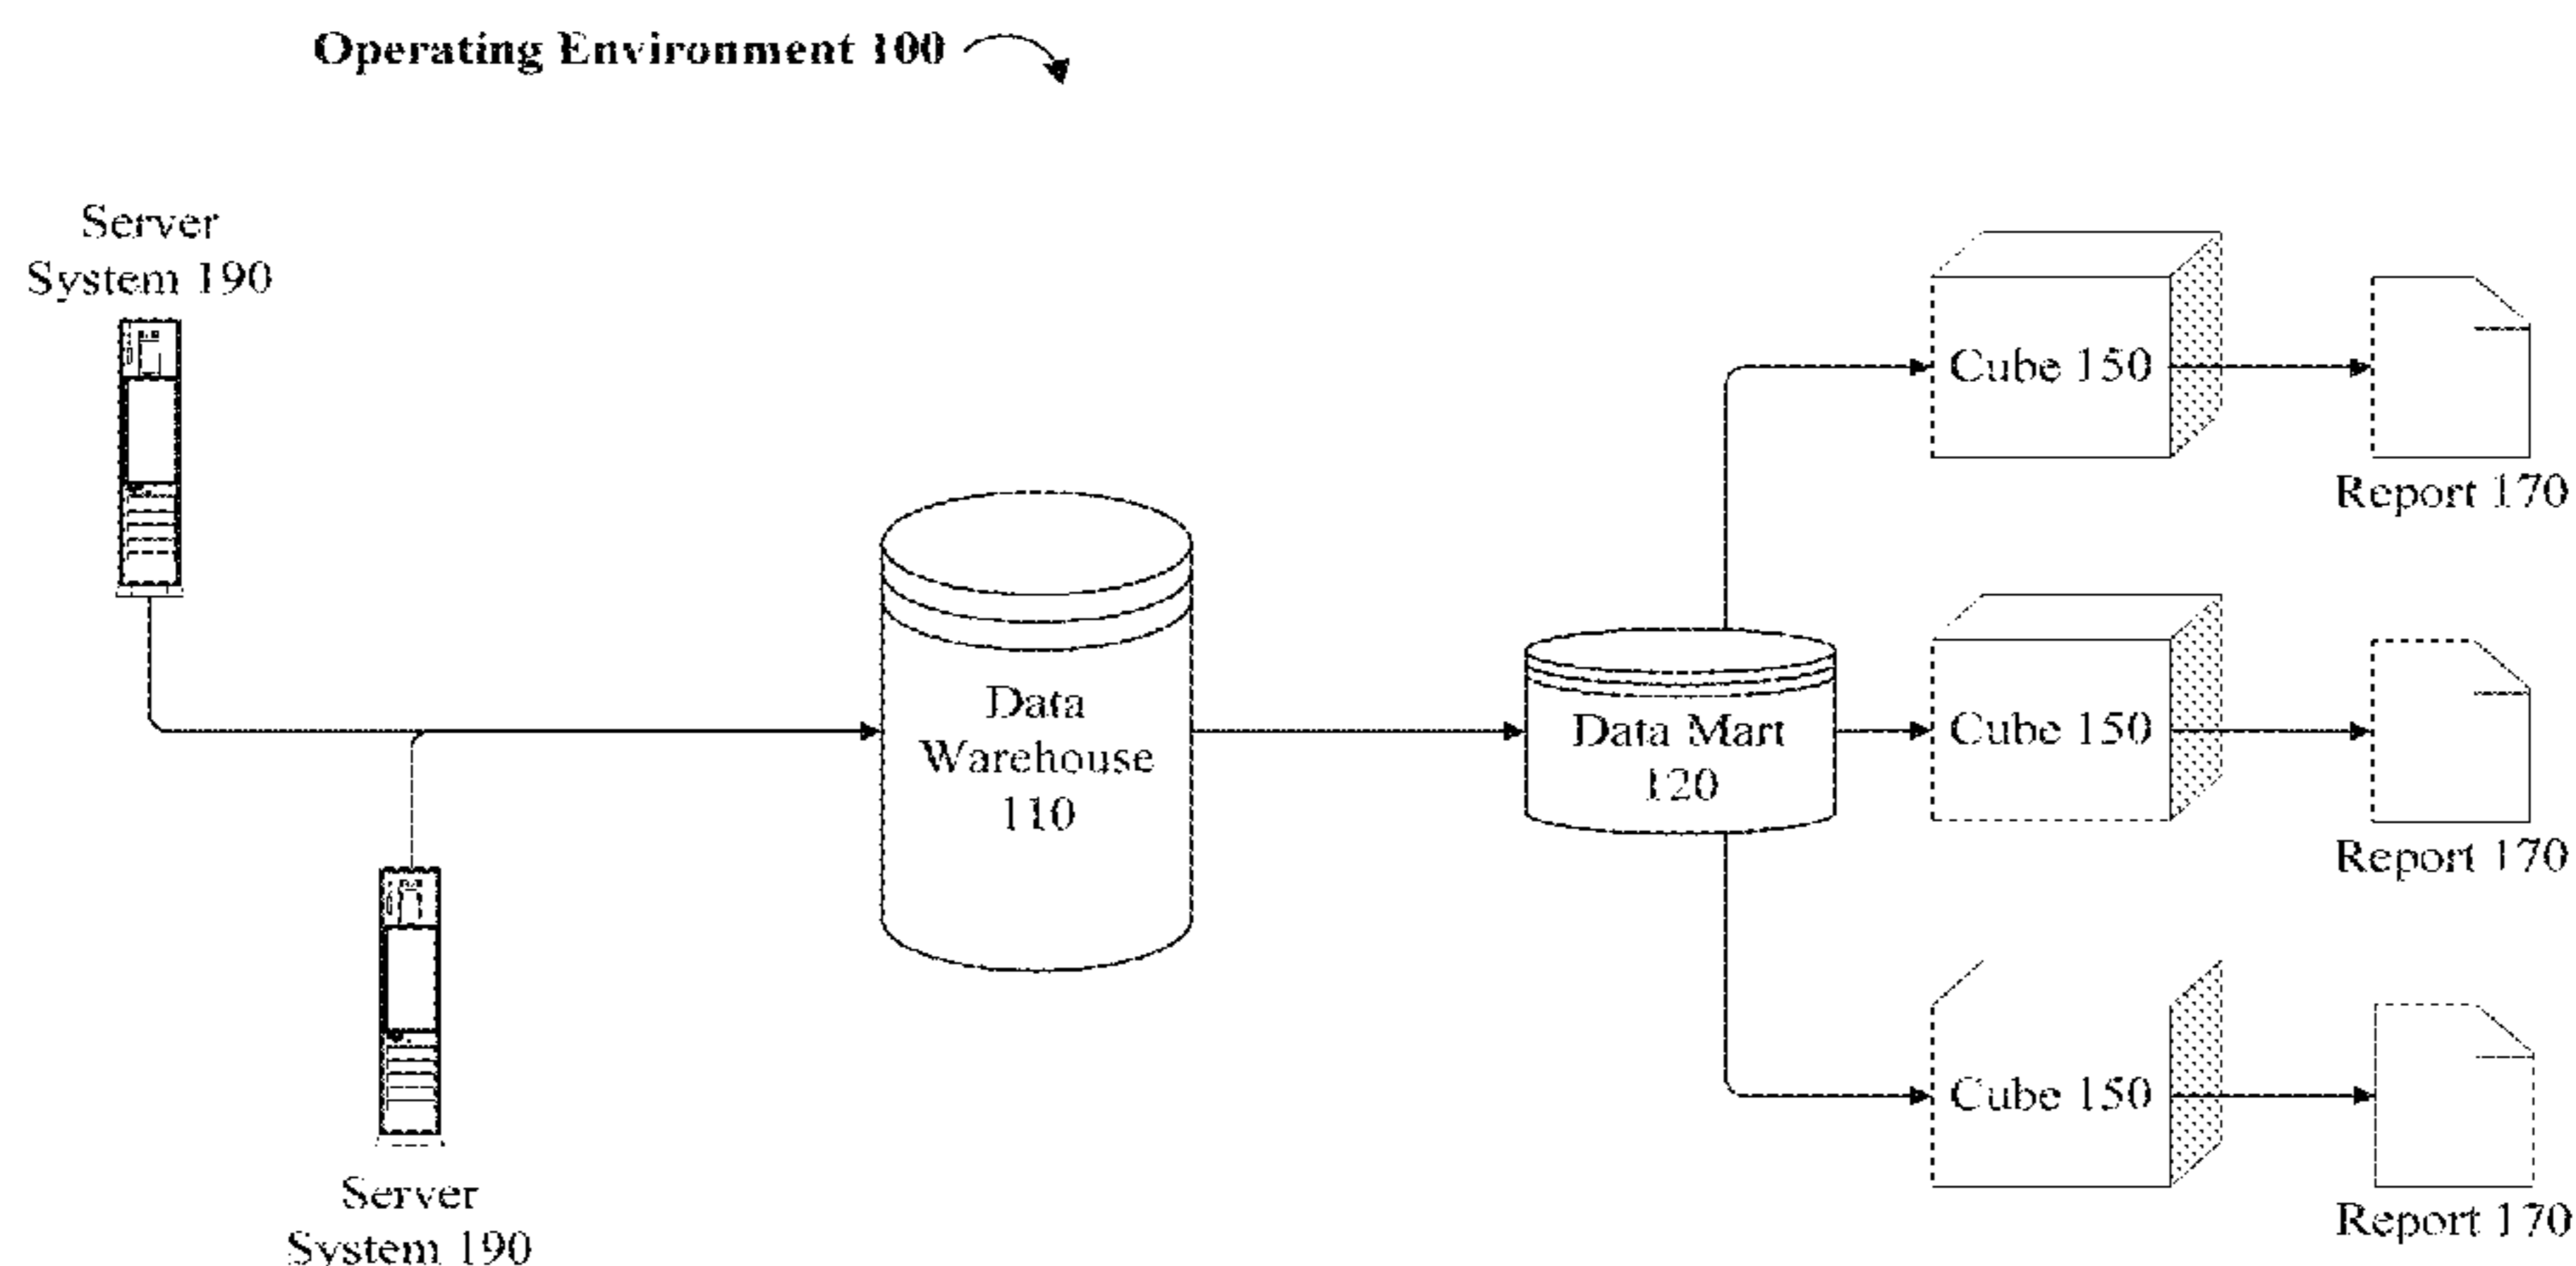 Operating Environment 100
Server
System 190
Cube 150
Report 170
Data
Warehouse
110
Data Mart
120
Cube 150
Report 170
Cube 150
Server
System 190
Report 170